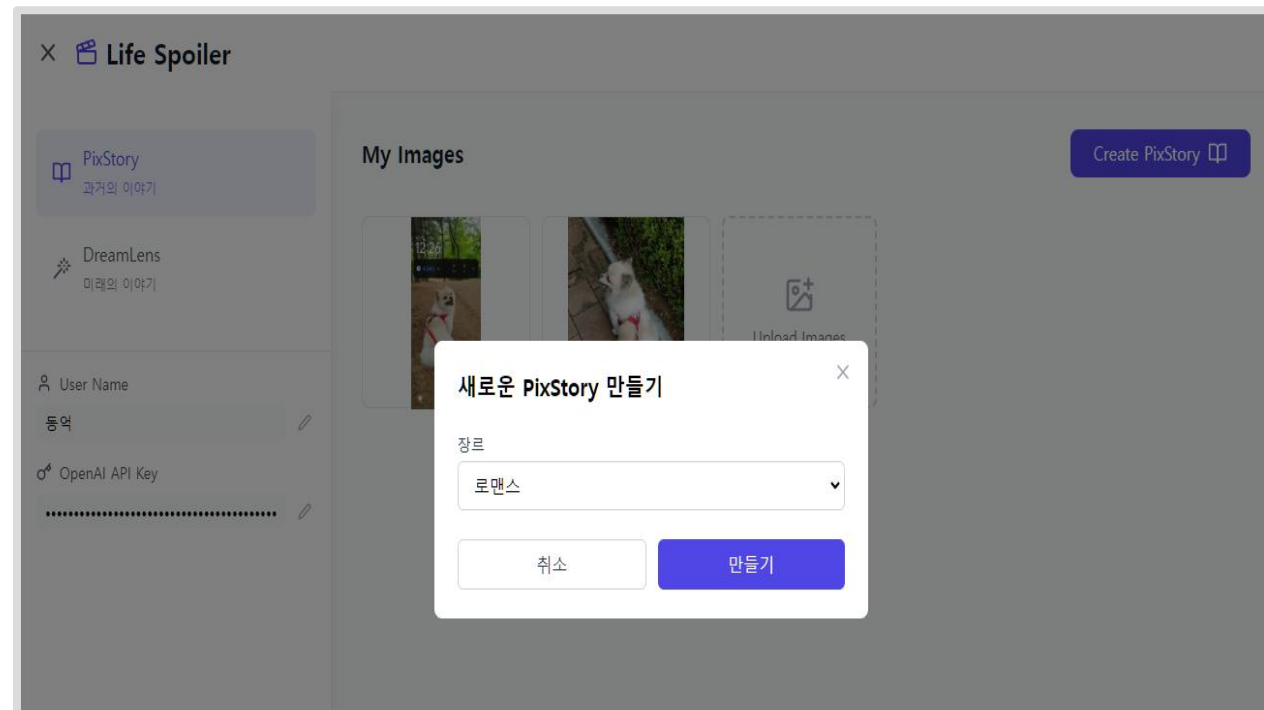 Life Spoiler
PixStory
과거의 이야기
DreamLens
미래의 이야기
User Name
동억
OpenAI API Key
My Images
Create PixStory
12:26
Upload Images
새로운 PixStory 만들기
장르
로맨스
취소
만들기